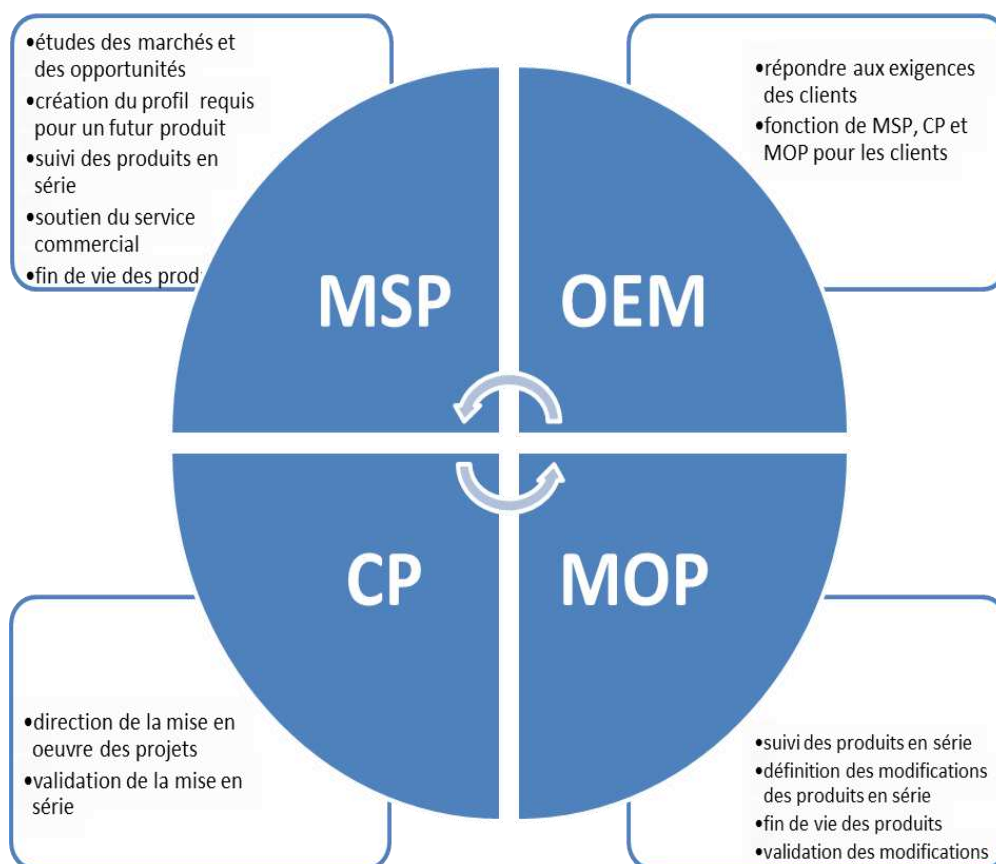 •études des marchés et
des opportunités
•création du profil requis
pour un futur produit
•suivi des produits en
série
•soutien du service
commercial
•fin de vie des
•répondre aux exigences
des clients
•fonction de MSP, CP et
MOP pour les clients
MSP
OEM
CP
MOP
•direction de la mise en
oeuvre des projets
•validation de la mise en
série
•suivi des produits en série
•définition des modifications
des produits en série
•fin de vie des produits
•validation des modifications